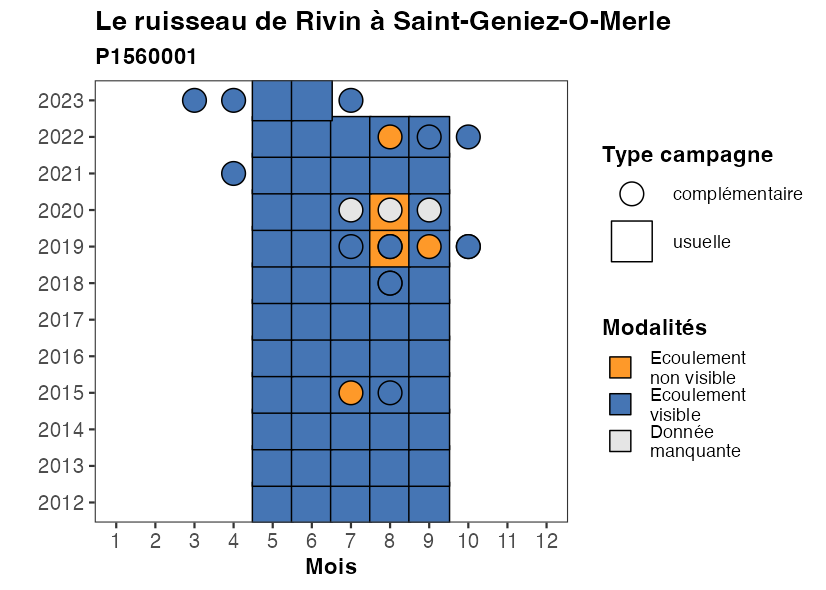 Le ruisseau de Rivin à Saint-Geniez-O-Merle
P1560001
2023
2022
2021
2020
2019
2018
2017
2016
2015
2014
2013
2012
1 2 3 4 5 6 7 8 9 10 11 12
Mois
Type campagne
complémentaire
usuelle
Modalités
Ecoulement
non visible
Ecoulement
visible
Donnée
manquante